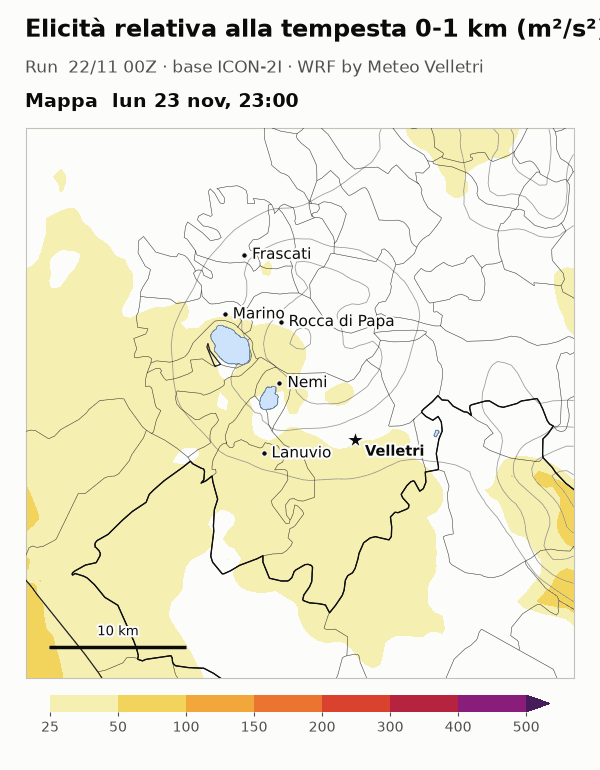 Elicità relativa alla tempesta 0-1 km (m²/s²)
Run  22/11 00Z · base ICON-2I · WRF by Meteo Velletri
Mappa  lun 23 nov, 23:00
Frascati
Marino
Rocca di Papa
Nemi
Velletri
Lanuvio
10 km
25 50 100 150 200 300 400 500